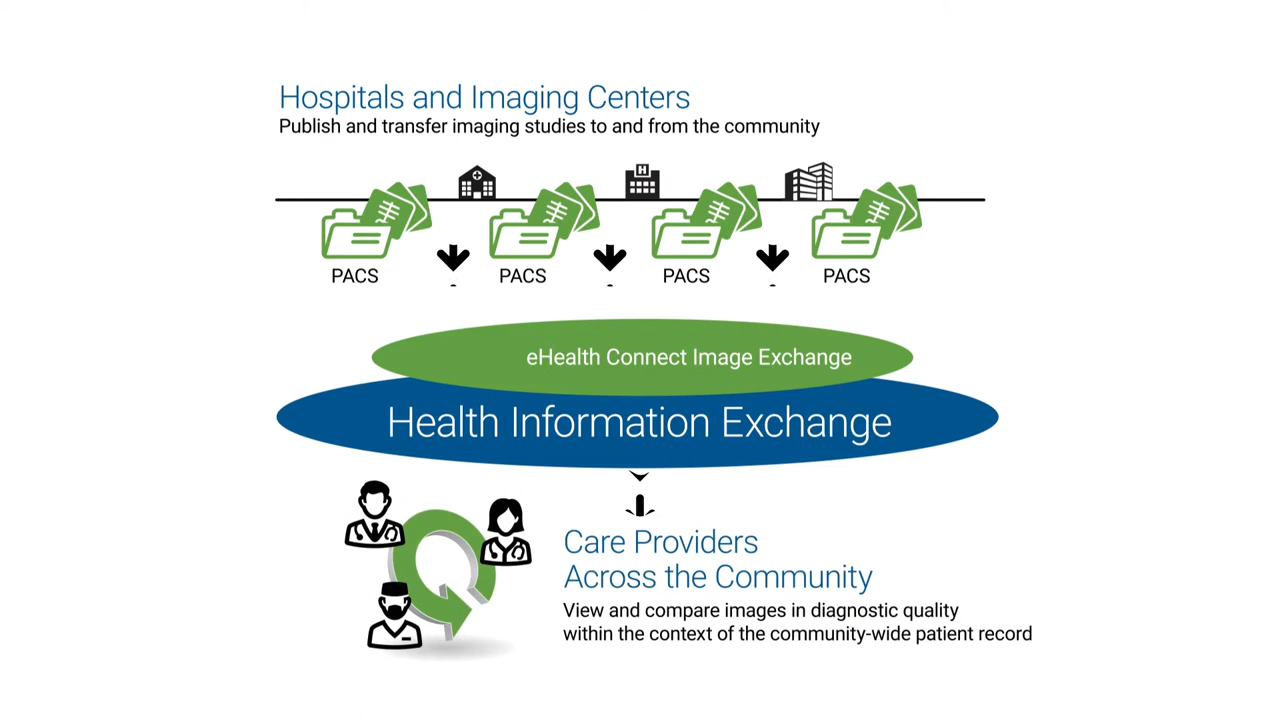 Hospitals and Imaging Centers
Publish and transfer imaging studies to and from the community
H
PACS
PACS
PACS
PACS
eHealth Connect Image Exchange
Health Information Exchange
Care Providers
Across the Community
View and compare images in diagnostic quality
within the context of the community-wide patient record